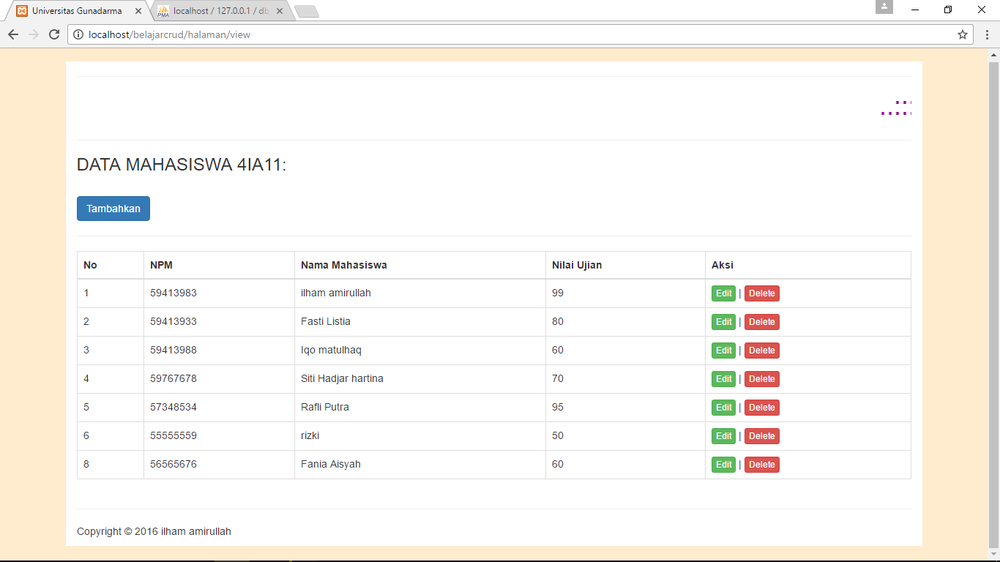 Universitas Gunadarma
localhost / 127.0.0.1 / db
localhost/belajarcrud/halaman/view
..:::
DATA MAHASISWA 4IA11:
Tambahkan
No NPM Nama Mahasiswa Nilai Ujian Aksi
1 59413983 ilham amirullah 99 Edit | Delete
2 59413933 Fasti Listia 80 Edit | Delete
3 59413988 Iqo matulhaq 60 Edit | Delete
4 59767678 Siti Hadjar hartina 70 Edit | Delete
5 57348534 Rafli Putra 95 Edit | Delete
6 55555559 rizki 50 Edit | Delete
8 56565676 Fania Aisyah 60 Edit | Delete
Copyright © 2016 ilham amirullah